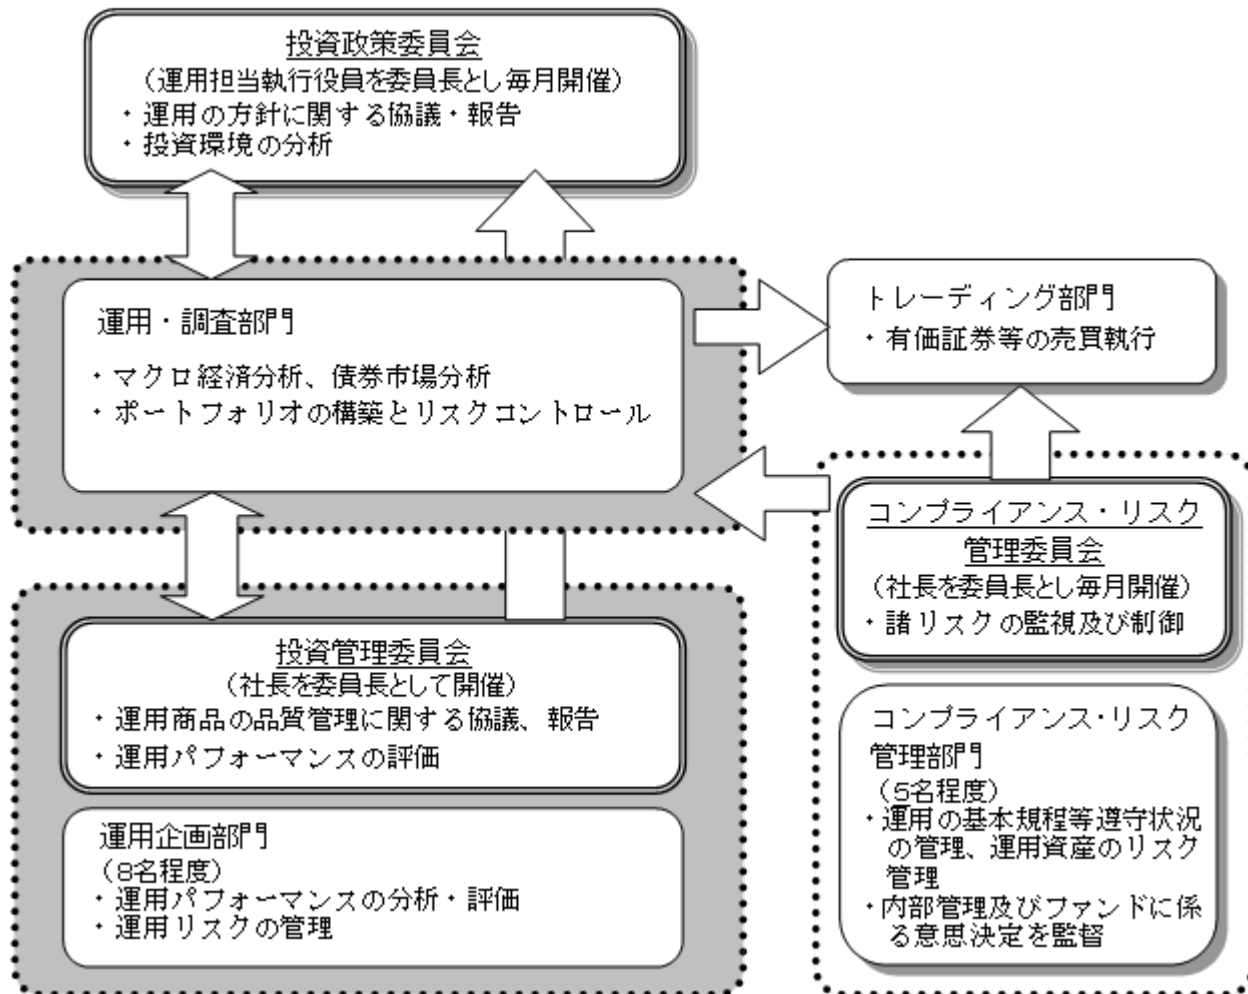 投資政策委員会
（運用担当執行役員を委員長とし毎月開催）
・運用の方針に関する協議・報告
・投資環境の分析
運用・調査部門
・マクロ経済分析、債券市場分析
・ポートフォリオの構築とリスクコントロール
トレーディング部門
・有価証券等の売買執行
コンプライアンス・リスク
管理委員会
（社長を委員長とし毎月開催）
・諸リスクの監視及び制御
投資管理委員会
（社長を委員長として開催）
・運用商品の品質管理に関する協議、報告
・運用パフォーマンスの評価
運用企画部門
（8名程度）
・運用パフォーマンスの分析・評価
・運用リスクの管理
コンプライアンス・リスク
管理部門
（5名程度）
・運用の基本規程等遵守状況
の管理、運用資産のリスク
管理
・内部管理及びファンドに係
る意思決定を監督